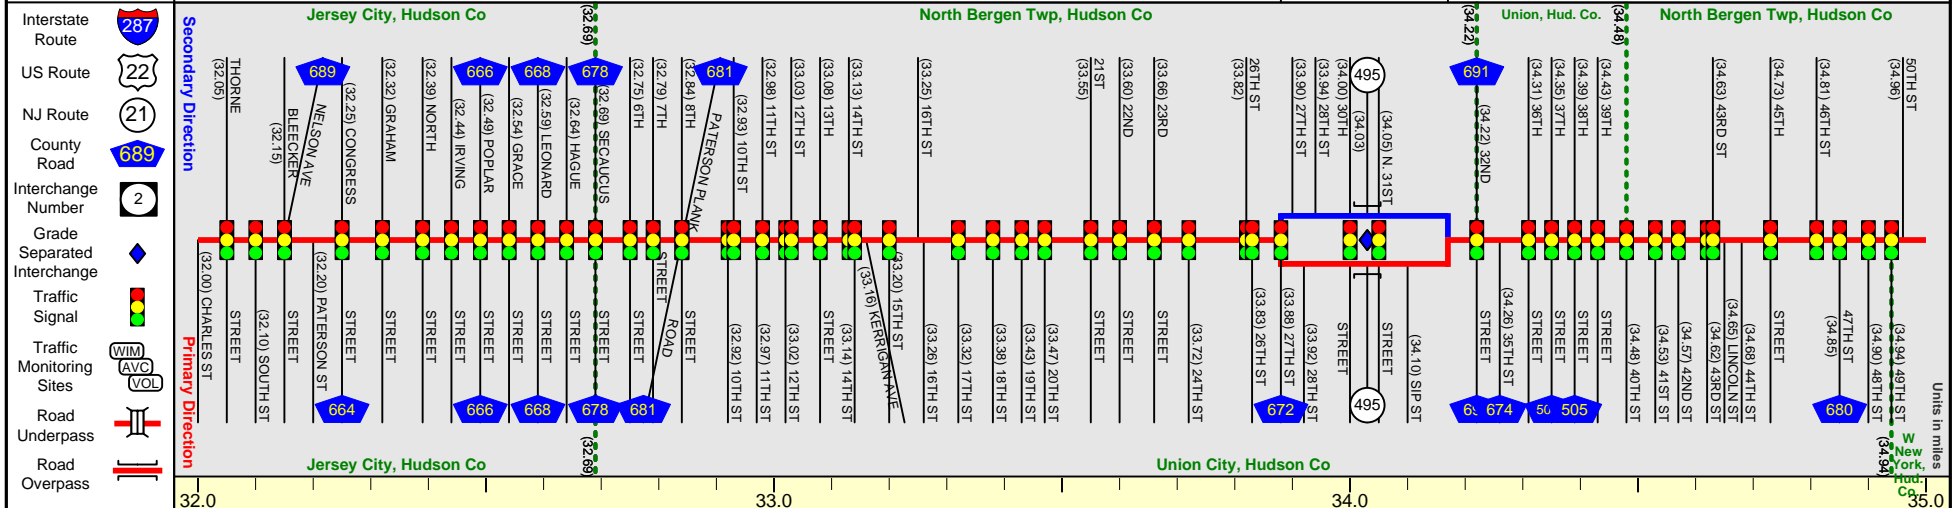 Interstate
Route
287
US Route
22
NJ Route
21
County
Road
689
Interchange
Number
2
Grade
Separated
Interchange
Traffic
Signal
Traffic
Monitoring
Sites
WIM
AVC
VOL
Road
Underpass
Road
Overpass
Secondary Direction
Primary Direction
Jersey City, Hudson Co
(32.69)
North Bergen Twp, Hudson Co
(34.22)
Union, Hud. Co.
(34.48)
North Bergen Twp, Hudson Co
(32.05)
THORNE
BLEECKER
(32.15)
689
NELSON AVE
(32.25) CONGRESS
(32.32) GRAHAM
(32.39) NORTH
(32.44) IRVING
666
(32.49) POPLAR
(32.54) GRACE
668
(32.59) LEONARD
(32.64) HAGUE
678
(32.69) SECAUCUS
(32.75) 6TH
(32.79) 7TH
(32.84) 8TH
681
PATERSON PLANK
(32.93) 10TH ST
(32.98) 11TH ST
(33.03) 12TH ST
(33.08) 13TH
(33.13) 14TH ST
(33.25) 16TH ST
(33.55)
21ST
(33.60) 22ND
(33.66) 23RD
(33.82)
26TH ST
(33.90) 27TH ST
(33.94) 28TH ST
(34.00) 30TH
495
(34.03)
(34.05) N. 31ST
691
(34.22) 32ND
(34.31) 36TH
(34.35) 37TH
(34.39) 38TH
(34.43) 39TH
(34.63) 43RD ST
(34.73) 45TH
(34.81) 46TH ST
(34.96)
50TH ST
(32.00) CHARLES ST
STREET
(32.10) SOUTH ST
STREET
(32.20) PATERSON ST
STREET
664
STREET
STREET
STREET
STREET
666
STREET
STREET
668
STREET
STREET
678
STREET
STREET
681
ROAD
STREET
(32.92) 10TH ST
(32.97) 11TH ST
(33.02) 12TH ST
STREET
(33.14) 14TH ST
(33.16) KERRIGAN AVE
(33.20) 15TH ST
(33.26) 16TH ST
(33.32) 17TH ST
(33.38) 18TH ST
(33.43) 19TH ST
(33.47) 20TH ST
STREET
STREET
STREET
(33.72) 24TH ST
(33.83) 26TH ST
(33.88) 27TH ST
672
(33.92) 28TH ST
STREET
495
STREET
(34.10) SIP ST
STREET
(34.26) 35TH ST
674
STREET
STREET
505
STREET
(34.48) 40TH ST
(34.53) 41ST ST
(34.57) 42ND ST
(34.62) 43RD ST
(34.65) LINCOLN ST
(34.68) 44TH ST
STREET
47TH ST
(34.85)
680
(34.90) 48TH ST
(34.94) 49TH ST
Jersey City, Hudson Co
(32.69)
Union City, Hudson Co
(34.94)
W
New
York,
Hud.
Co.
Units in miles
32.0
33.0
34.0
35.0